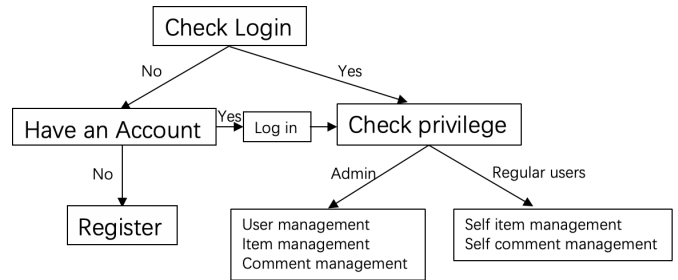 Check Login
No
Yes
Have an Account
Yes
Log in
Check privilege
No
Admin
Regular users
Register
User management
Item management
Comment management
Self item management
Self comment management